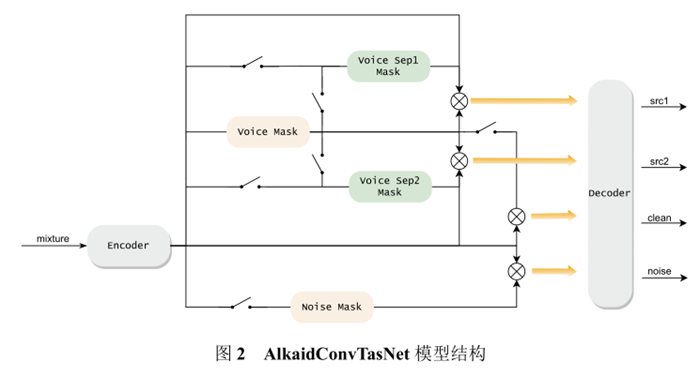 Voice Sep1
Mask
src1
Voice Mask
src2
Voice Sep2
Mask
Decoder
clean
mixture
Encoder
noise
Noise Mask
图 2 AlkaidConvTasNet 模型结构